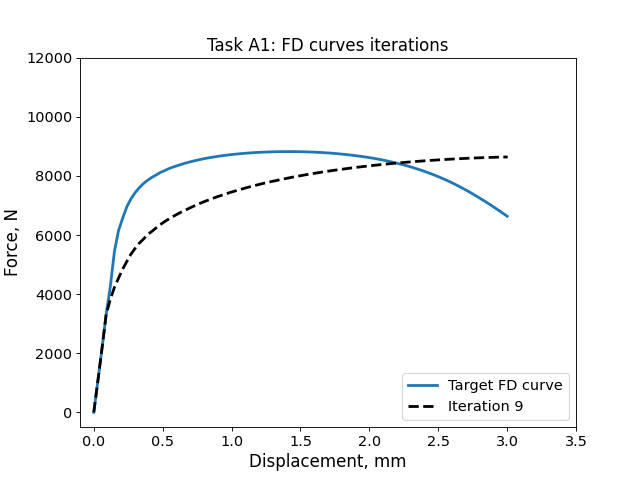 Task A1: FD curves iterations
12000
10000
8000
6000
4000
2000
0
Force, N
0.0 0.5 1.0 1.5 2.0 2.5 3.0 3.5
Displacement, mm
Target FD curve
Iteration 9